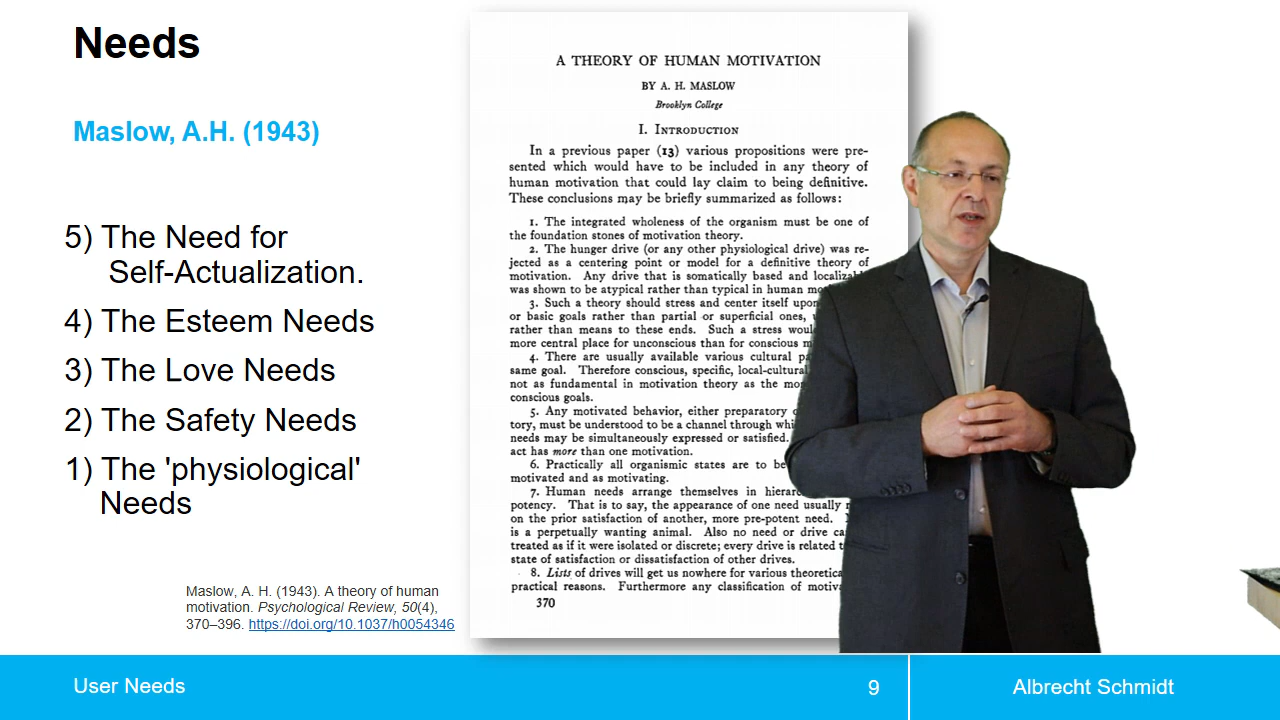 Needs
Maslow, A.H. (1943)
5) The Need for
Self-Actualization.
4) The Esteem Needs
3) The Love Needs
2) The Safety Needs
1) The 'physiological'
Needs
Maslow, A. H. (1943). A theory of human
motivation. Psychological Review, 50(4),
370–396. https://doi.org/10.1037/h0054346
A THEORY OF HUMAN MOTIVATION
BY A. H. MASLOW
Brooklyn College
I. INTRODUCTION
In a previous paper (13) various propositions were pre-
sented which would have to be included in any theory of
human motivation that could lay claim to being definitive.
These conclusions may be briefly summarized as follows:
1. The integrated wholeness of the organism must be one of
the foundation stones of motivation theory.
2. The hunger drive (or any other physiological drive) was re-
jected as a centering point or model for a definitive theory of
motivation. Any drive that is somatically based and
was shown to be atypical rather than typical in human
3. Such a theory should stress and center itself
or basic goals rather than partial or superficial ones,
rather than means to these ends. Such a stress
more central place for unconscious than for conscious
4. There are usually available various cultural
same goal. Therefore conscious, specific, local-cultural
not as fundamental in motivation theory as the
conscious goals.
5. Any motivated behavior, either preparatory
tory, must be understood to be a channel through
needs may be simultaneously expressed or satisfied.
act has more than one motivation.
6. Practically all organismic states are to be
motivated and as motivating.
7. Human needs arrange themselves in
potency. That is to say, the appearance of one need usually
on the prior satisfaction of another, more pre-potent need.
is a perpetually wanting animal. Also no need or drive
treated as if it were isolated or discrete; every drive is related
state of satisfaction or dissatisfaction of other drives.
8. Lists of drives will get us nowhere for various
practical reasons. Furthermore any classification of
370
User Needs
9
Albrecht Schmidt